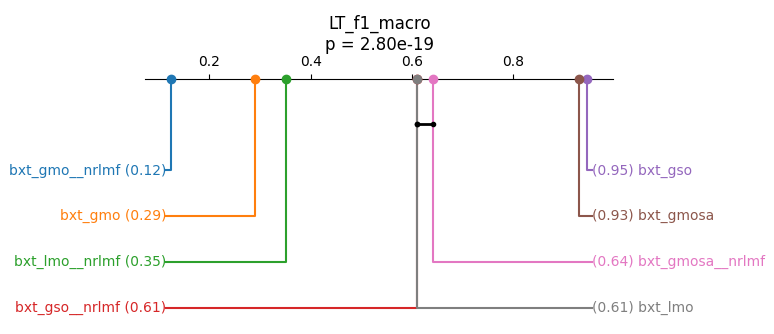 LT_f1_macro
p = 2.80e-19
0.2 0.4 0.6 0.8
bxt_gmo__nrlmf (0.12) (0.95) bxt_gso
bxt_gmo (0.29) (0.93) bxt_gmosa
bxt_lmo__nrlmf (0.35) (0.64) bxt_gmosa__nrlmf
bxt_gso__nrlmf (0.61) (0.61) bxt_lmo